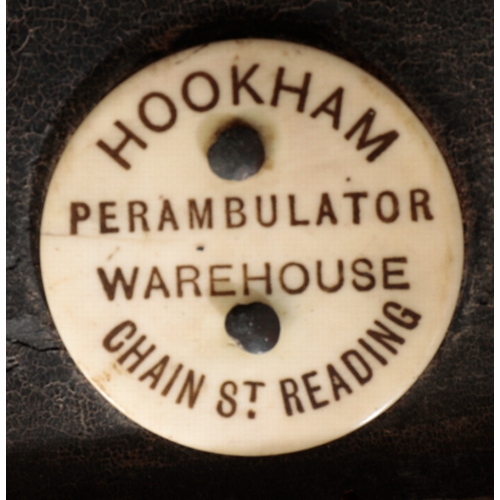 HOOKHAM
PERAMBULATOR
WAREHOUSE
CHAIN ST. READING